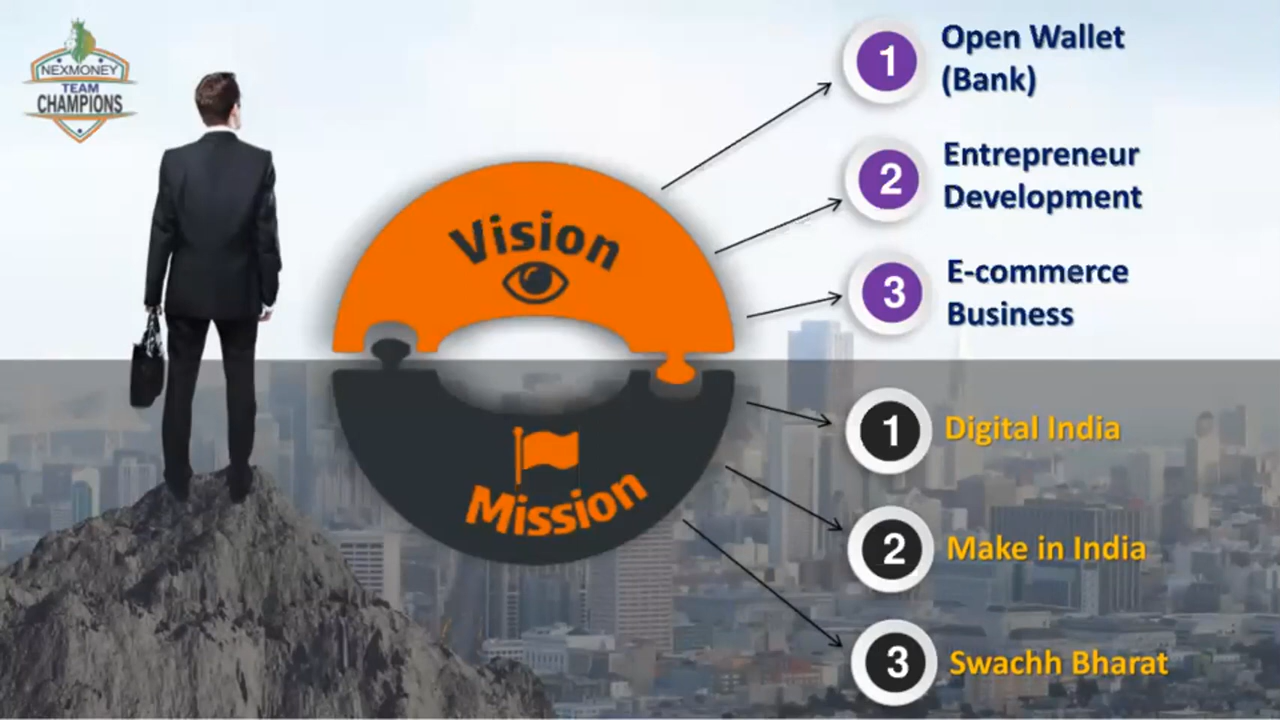 NEXMONEY
TEAM
CHAMPIONS
Vision
Mission
1
Open Wallet
(Bank)
2
Entrepreneur
Development
3
E-commerce
Business
1
Digital India
2
Make in India
3
Swachh Bharat